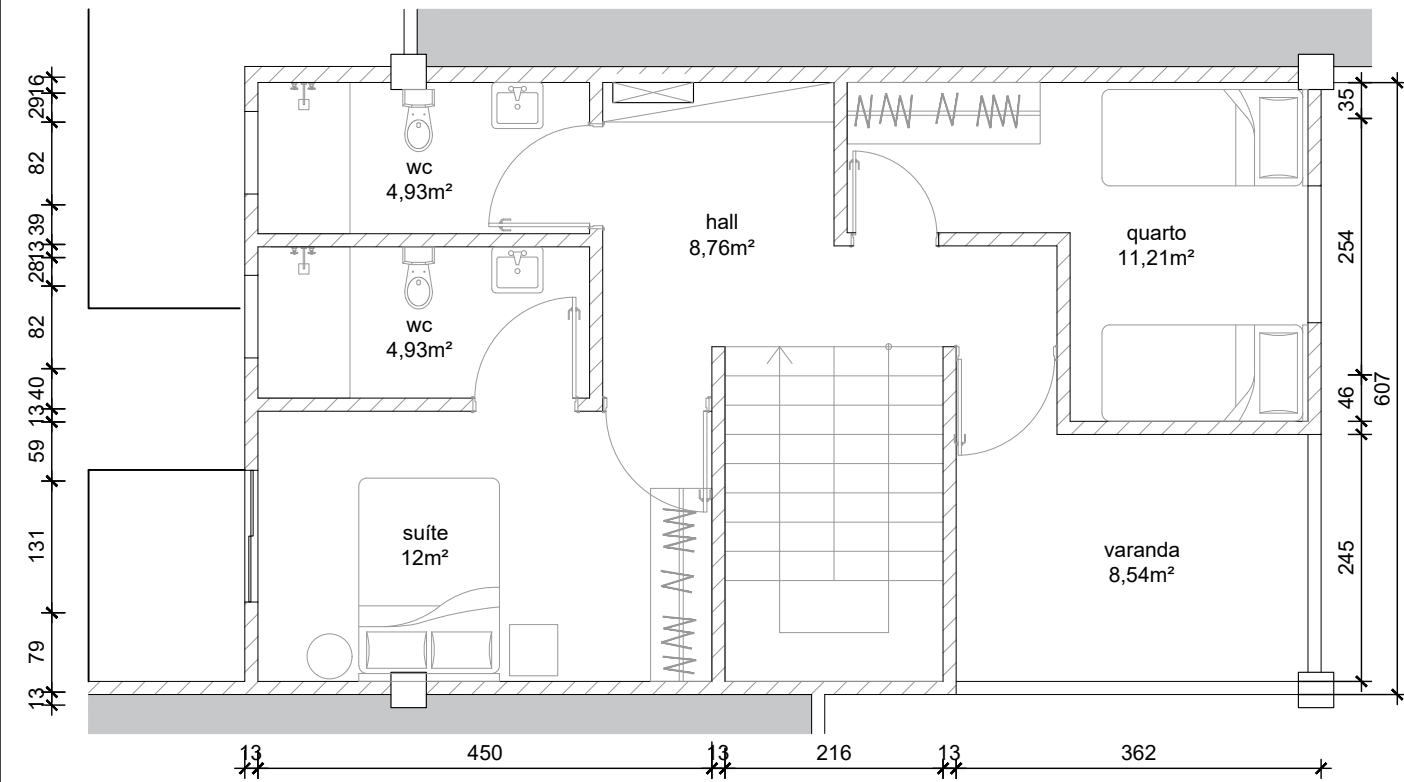 wc
4,93m²
wc
4,93m²
hall
8,76m²
quarto
11,21m²
suíte
12m²
varanda
8,54m²
16
29
82
39
13
28
82
40
13
59
131
79
13
35
254
46
245
607
13
450
13
216
13
362